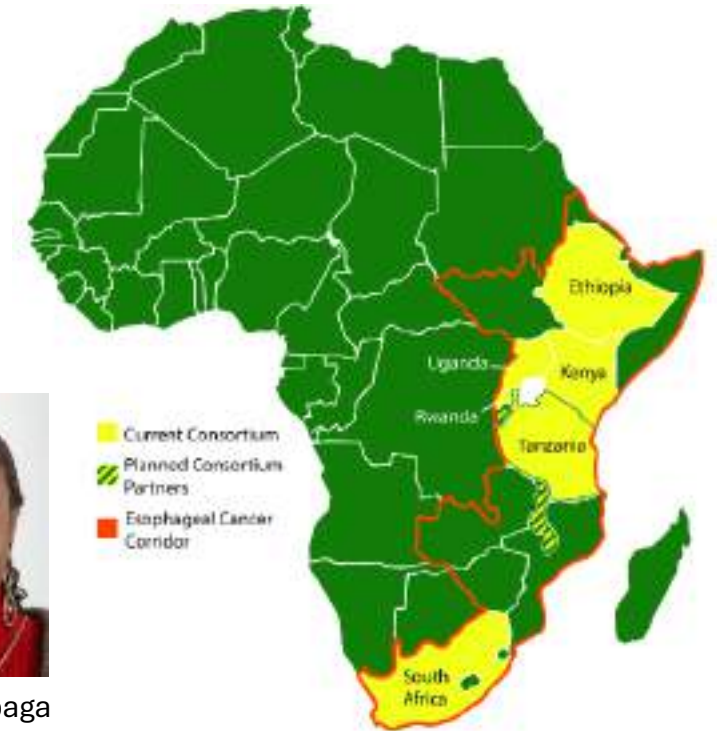 Ethiopia
Uganda
Kenya
Rwanda
Tanzania
Current Consortium
Planned Consortium
Partners
Esophageal Cancer
Corridor
South
Africa